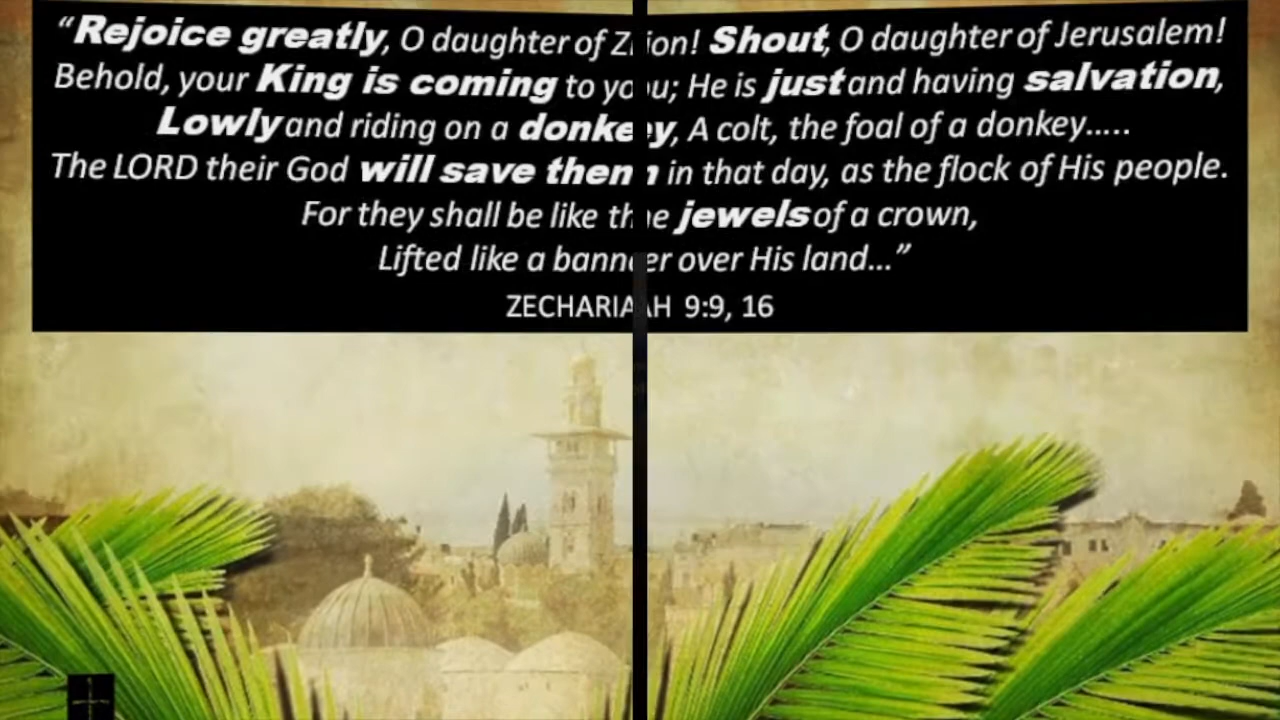 “Rejoice greatly, O daughter of Zion! Shout, O daughter of Jerusalem!
Behold, your King is coming to you; He is just and having salvation,
Lowly and riding on a donkey, A colt, the foal of a donkey.....
The LORD their God will save them in that day, as the flock of His people.
For they shall be like the jewels of a crown,
Lifted like a banner over His land...”
ZECHARIAH 9:9, 16